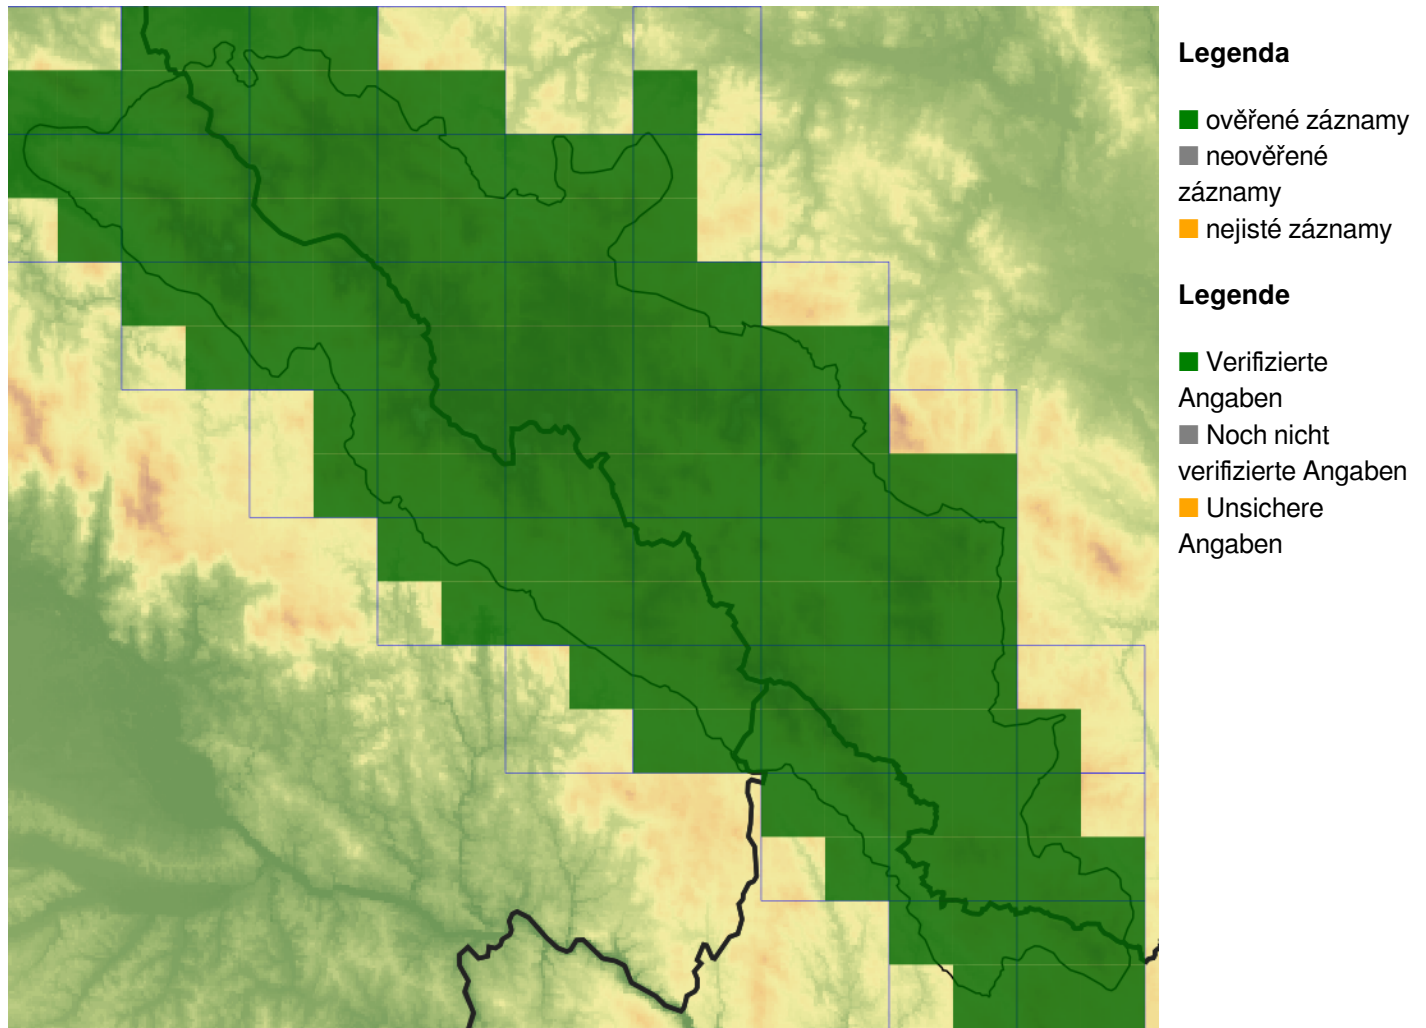 Legenda
ověřené záznamy
neověřené
záznamy
nejisté záznamy
Legende
Verifizierte
Angaben
Noch nicht
verifizierte Angaben
Unsichere
Angaben